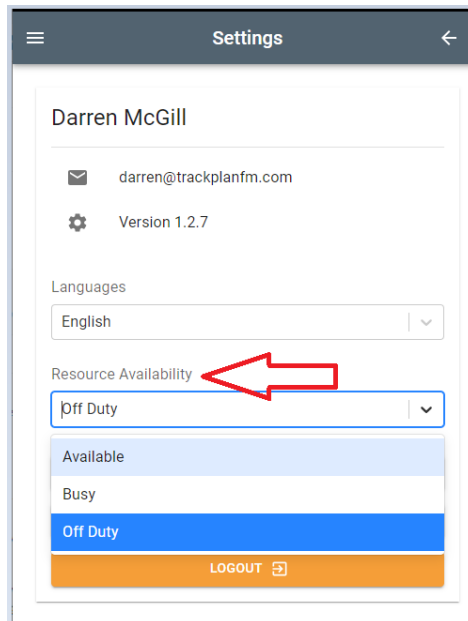 Settings
Darren McGill
darren@trackplanfm.com
Version 1.2.7
Languages
English
Resource Availability
Off Duty
Available
Busy
Off Duty
LOGOUT